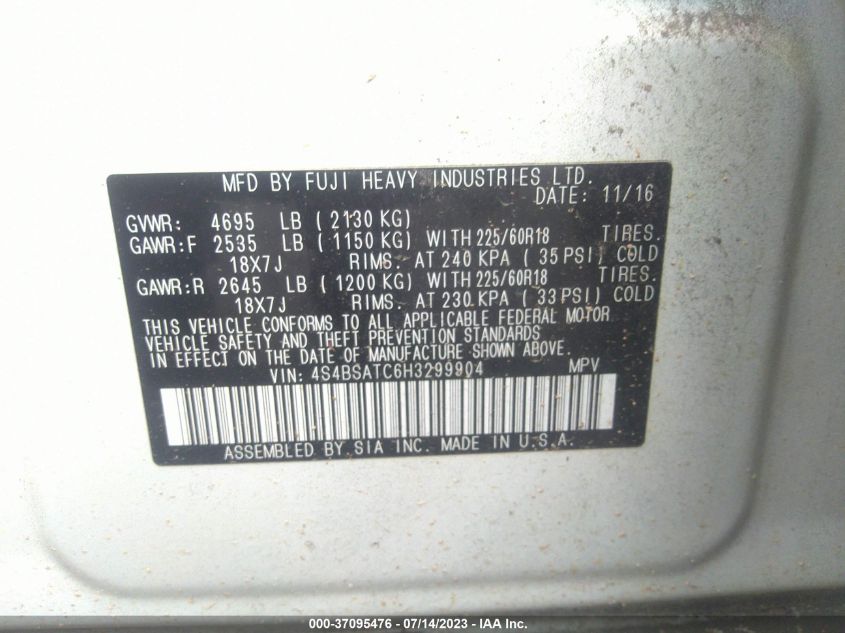 MFD BY FUJI HEAVY INDUSTRIES LTD.
DATE: 11/16
GVWR: 4695 LB ( 2130 KG)
GAWR:F 2535 LB ( 1150 KG) WITH 225/60R18 TIRES.
18X7J RIMS. AT 240 KPA ( 35 PSI) COLD
GAWR:R 2645 LB ( 1200 KG) WITH 225/60R18 TIRES.
18X7J RIMS. AT 230 KPA ( 33 PSI) COLD
THIS VEHICLE CONFORMS TO ALL APPLICABLE FEDERAL MOTOR
VEHICLE SAFETY AND THEFT PREVENTION STANDARDS
IN EFFECT ON THE DATE OF MANUFACTURE SHOWN ABOVE.
VIN: 4S4BSATC6H3299904 MPV
ASSEMBLED BY SIA INC. MADE IN U.S.A.
000-37095476 - 07/14/2023 - IAA Inc.